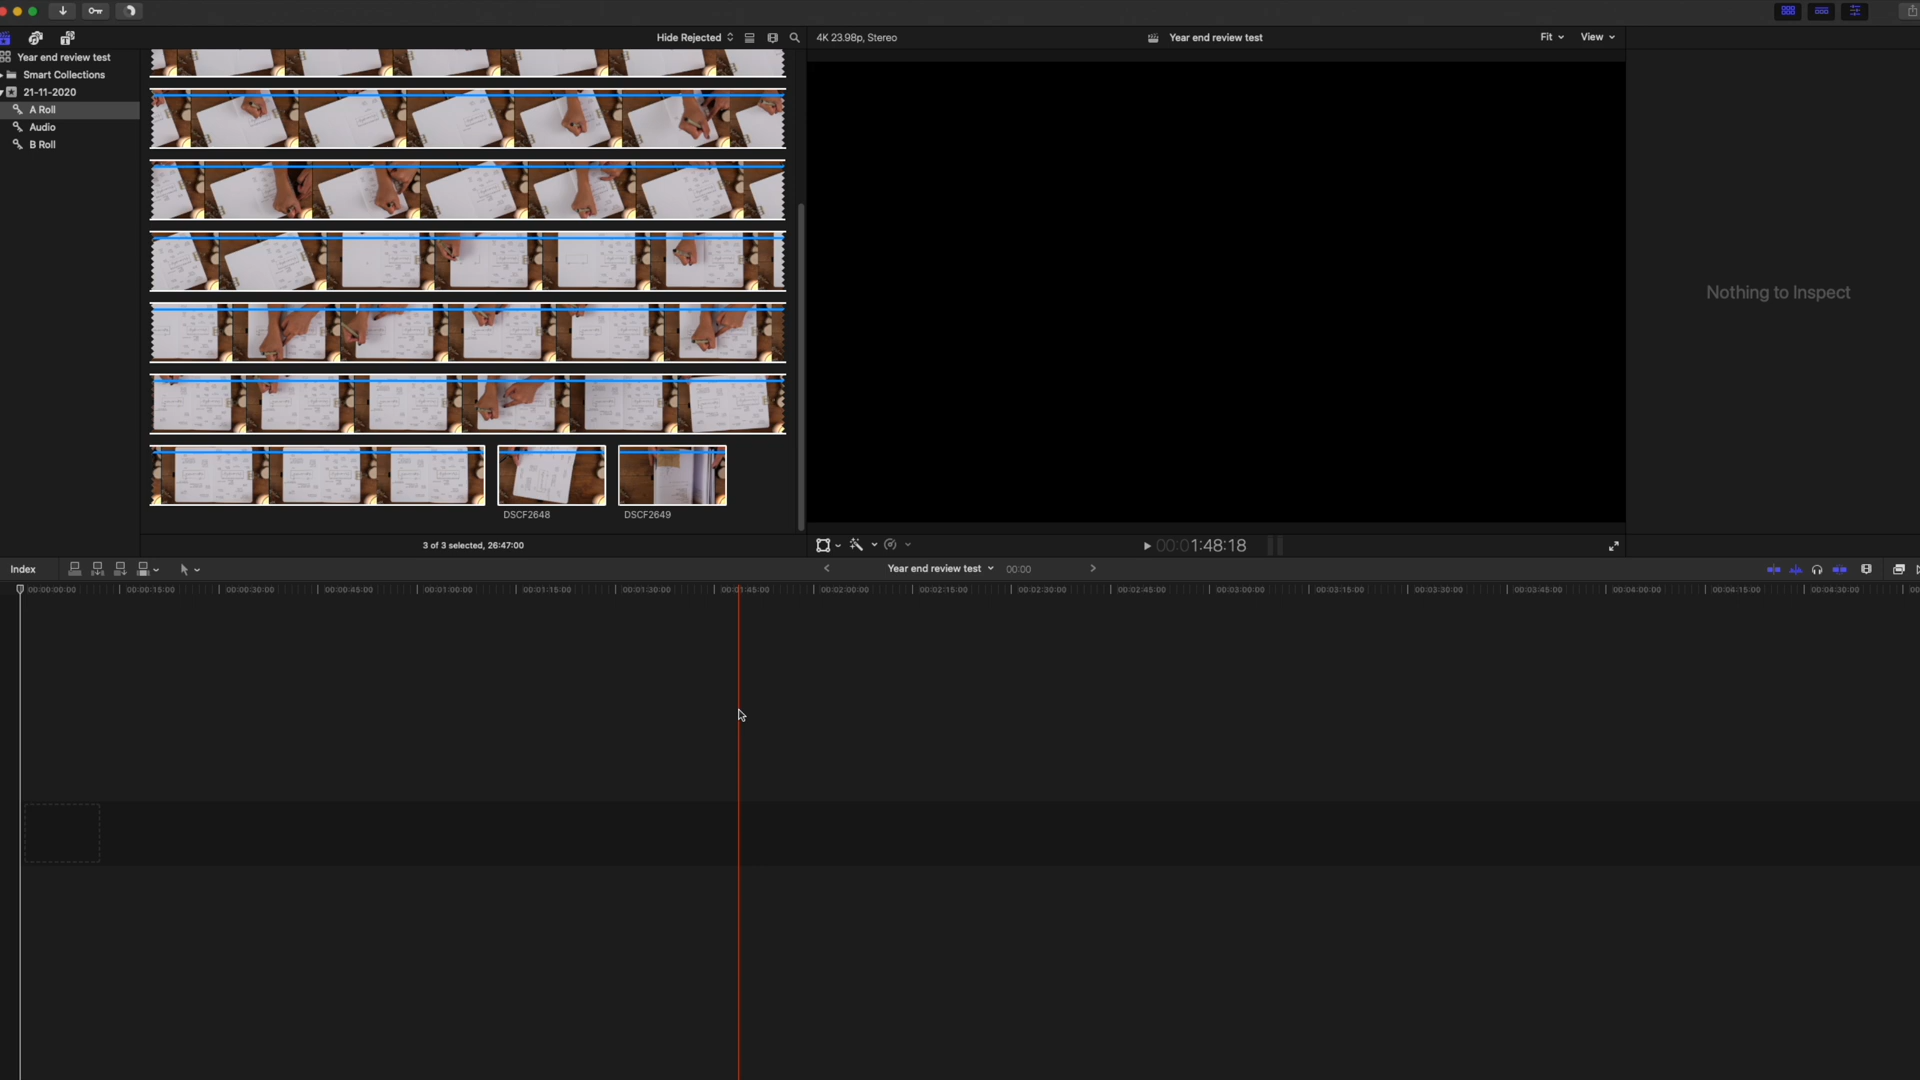 Hide Rejected
4K 23.98p, Stereo
Year end review test
Fit
View
Year end review test
Smart Collections
21-11-2020
A Roll
Audio
B Roll
Nothing to Inspect
DSCF2648
DSCF2649
3 of 3 selected, 26:47:00
00:01:48:18
Index
Year end review test
00:00
00:00:00:00
00:00:15:00
00:00:30:00
00:00:45:00
00:01:00:00
00:01:15:00
00:01:30:00
00:01:45:00
00:02:00:00
00:02:15:00
00:02:30:00
00:02:45:00
00:03:00:00
00:03:15:00
00:03:30:00
00:03:45:00
00:04:00:00
00:04:15:00
00:04:30:00
00